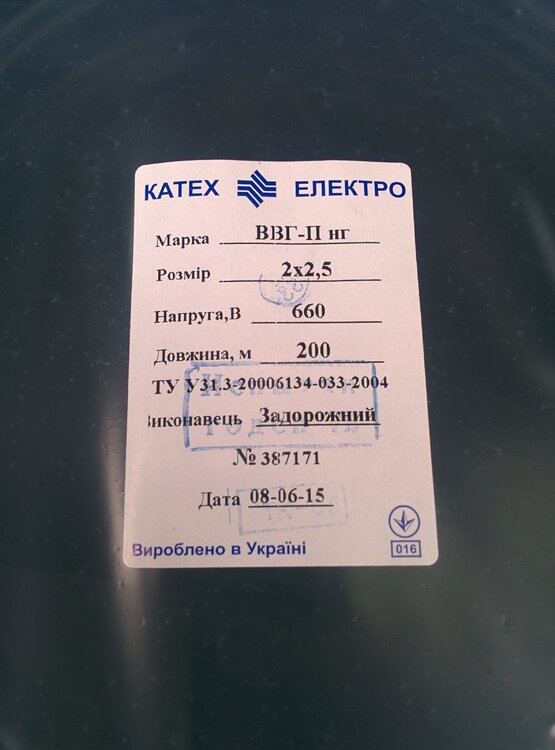 КАТЕХ ЕЛЕКТРО
Марка ВВГ-П нг
Розмір 2х2,5
Напруга,В 660
Довжина, м 200
ТУ У31.3-20006134-033-2004
Виконавець Задорожний
№ 387171
Дата 08-06-15
016
Вироблено в Україні